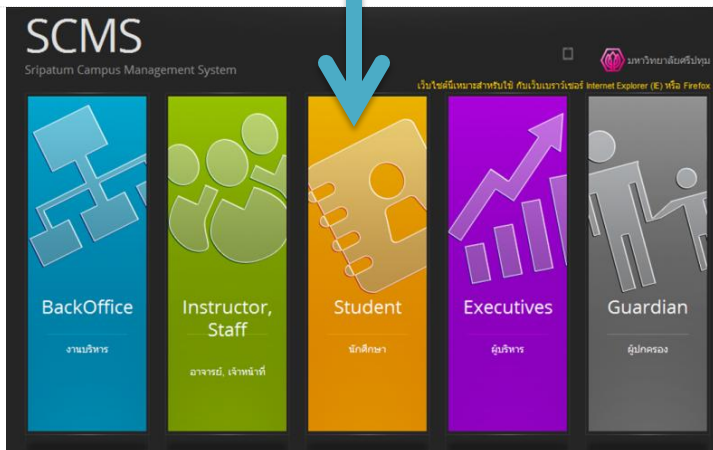 SCMS
Sripatum Campus Management System
มหาวิทยาลัยศรีปทุม
เว็บไซต์นี้เหมาะสำหรับใช้ กับเว็บเบราว์เซอร์ Internet Explorer (IE) หรือ Firefox
BackOffice
งานบริหาร
Instructor,
Staff
อาจารย์, เจ้าหน้าที่
Student
นักศึกษา
Executives
ผู้บริหาร
Guardian
ผู้ปกครอง